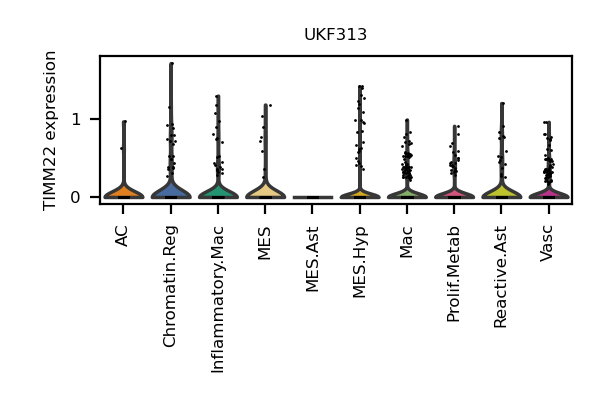 UKF313
TIMM22 expression
1
0
AC
Chromatin.Reg
Inflammatory.Mac
MES
MES.Ast
MES.Hyp
Mac
Prolif.Metab
Reactive.Ast
Vasc